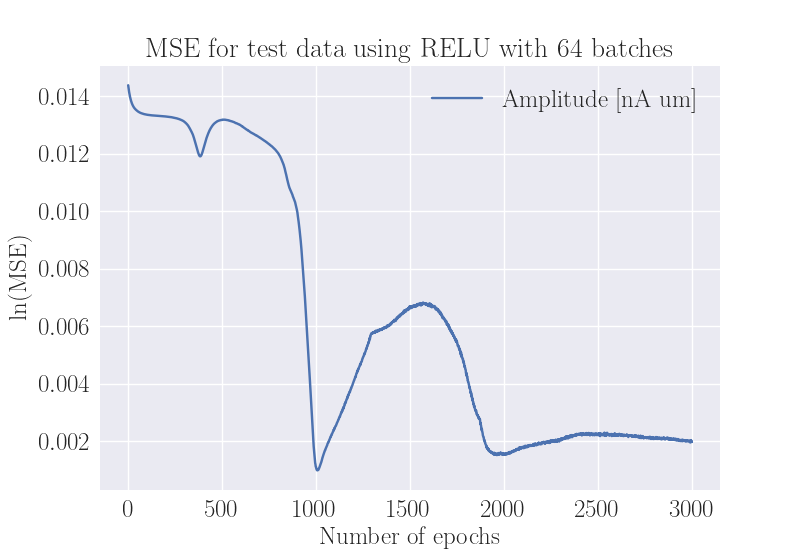 MSE for test data using RELU with 64 batches
Amplitude [nA um]
0.014
0.012
0.010
0.008
0.006
0.004
0.002
ln(MSE)
0 500 1000 1500 2000 2500 3000
Number of epochs